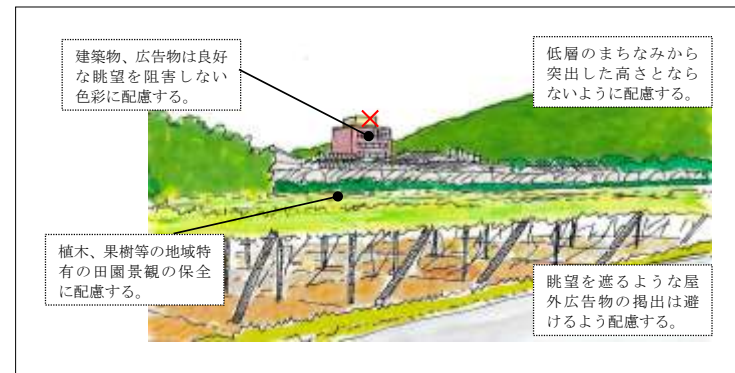 建築物、広告物は良好
な眺望を阻害しない
色彩に配慮する。
低層のまちなみから
突出した高さとなら
ないように配慮する。
植木、果樹等の地域特
有の田園景観の保全
に配慮する。
眺望を遮るような屋
外広告物の掲出は避
けるよう配慮する。